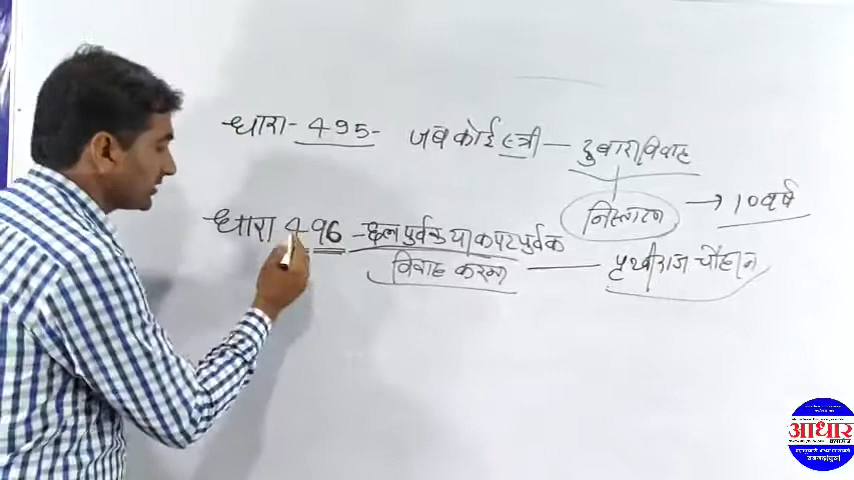 धारा - 495 - जब कोई स्त्री — दुबारा विवाह
→ 10 वर्ष
धारा 496 - छल पुर्वक या कपट पुर्वक
विवाह करना — पृथ्वीराज चौहान
आधार